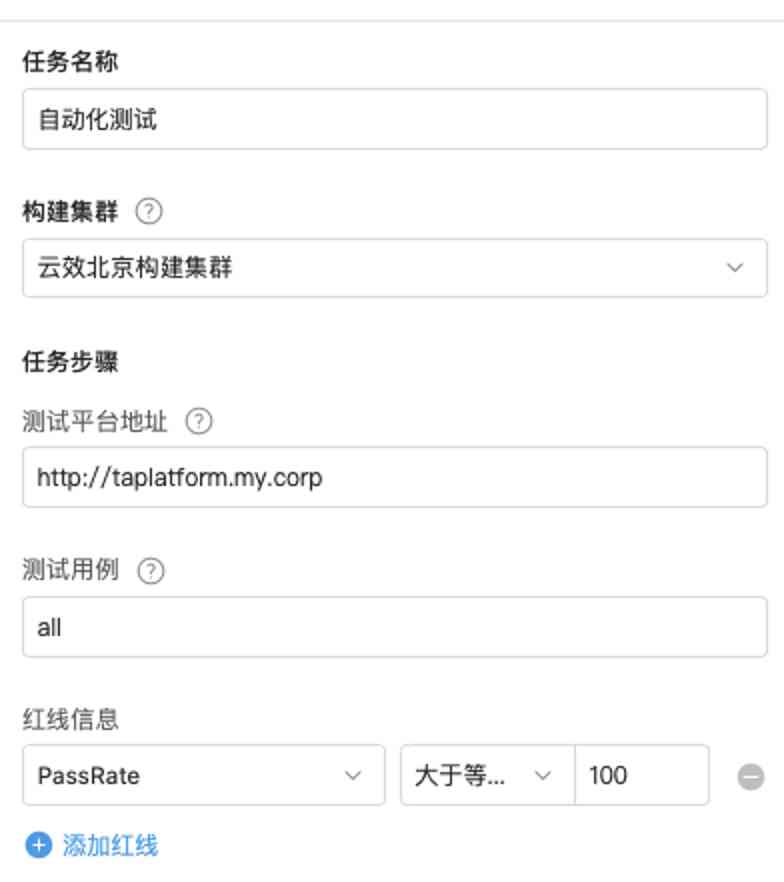 任务名称
自动化测试
构建集群 ?
云效北京构建集群
任务步骤
测试平台地址 ?
http://taplatform.my.corp
测试用例 ?
all
红线信息
PassRate 大于等... 100
添加红线